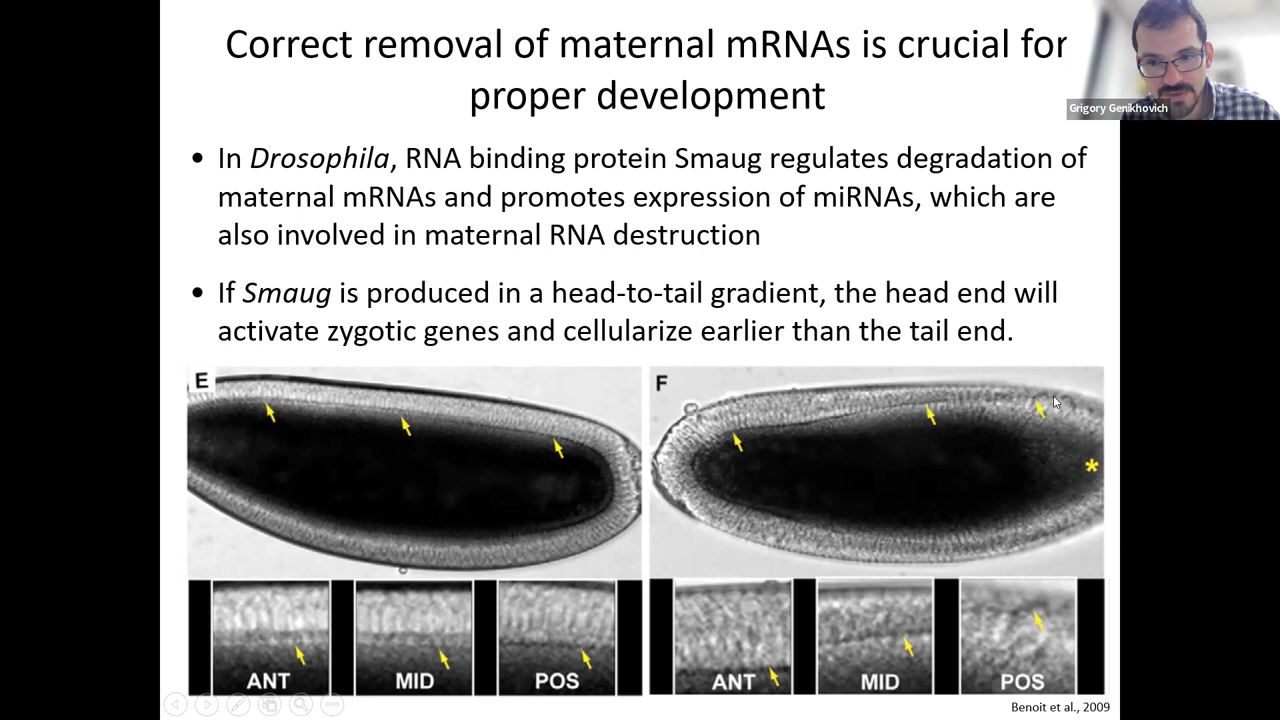 Correct removal of maternal mRNAs is crucial for
proper development
Grigory Genikhovich
• In Drosophila, RNA binding protein Smaug regulates degradation of
maternal mRNAs and promotes expression of miRNAs, which are
also involved in maternal RNA destruction
• If Smaug is produced in a head-to-tail gradient, the head end will
activate zygotic genes and cellularize earlier than the tail end.
E
F
*
ANT MID POS
ANT MID POS
Benoit et al., 2009